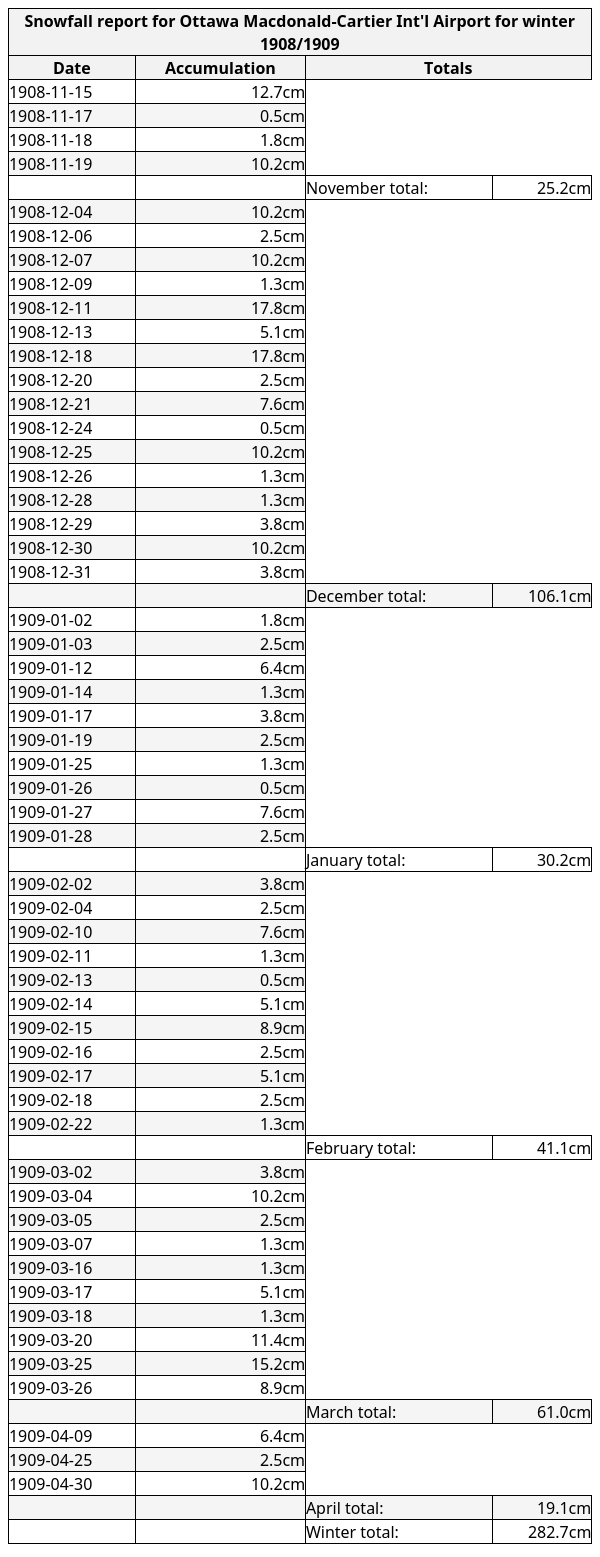 Snowfall report for Ottawa Macdonald-Cartier Int'l Airport for winter
1908/1909
Date Accumulation Totals
1908-11-15 12.7cm
1908-11-17 0.5cm
1908-11-18 1.8cm
1908-11-19 10.2cm
November total: 25.2cm
1908-12-04 10.2cm
1908-12-06 2.5cm
1908-12-07 10.2cm
1908-12-09 1.3cm
1908-12-11 17.8cm
1908-12-13 5.1cm
1908-12-18 17.8cm
1908-12-20 2.5cm
1908-12-21 7.6cm
1908-12-24 0.5cm
1908-12-25 10.2cm
1908-12-26 1.3cm
1908-12-28 1.3cm
1908-12-29 3.8cm
1908-12-30 10.2cm
1908-12-31 3.8cm
December total: 106.1cm
1909-01-02 1.8cm
1909-01-03 2.5cm
1909-01-12 6.4cm
1909-01-14 1.3cm
1909-01-17 3.8cm
1909-01-19 2.5cm
1909-01-25 1.3cm
1909-01-26 0.5cm
1909-01-27 7.6cm
1909-01-28 2.5cm
January total: 30.2cm
1909-02-02 3.8cm
1909-02-04 2.5cm
1909-02-10 7.6cm
1909-02-11 1.3cm
1909-02-13 0.5cm
1909-02-14 5.1cm
1909-02-15 8.9cm
1909-02-16 2.5cm
1909-02-17 5.1cm
1909-02-18 2.5cm
1909-02-22 1.3cm
February total: 41.1cm
1909-03-02 3.8cm
1909-03-04 10.2cm
1909-03-05 2.5cm
1909-03-07 1.3cm
1909-03-16 1.3cm
1909-03-17 5.1cm
1909-03-18 1.3cm
1909-03-20 11.4cm
1909-03-25 15.2cm
1909-03-26 8.9cm
March total: 61.0cm
1909-04-09 6.4cm
1909-04-25 2.5cm
1909-04-30 10.2cm
April total: 19.1cm
Winter total: 282.7cm